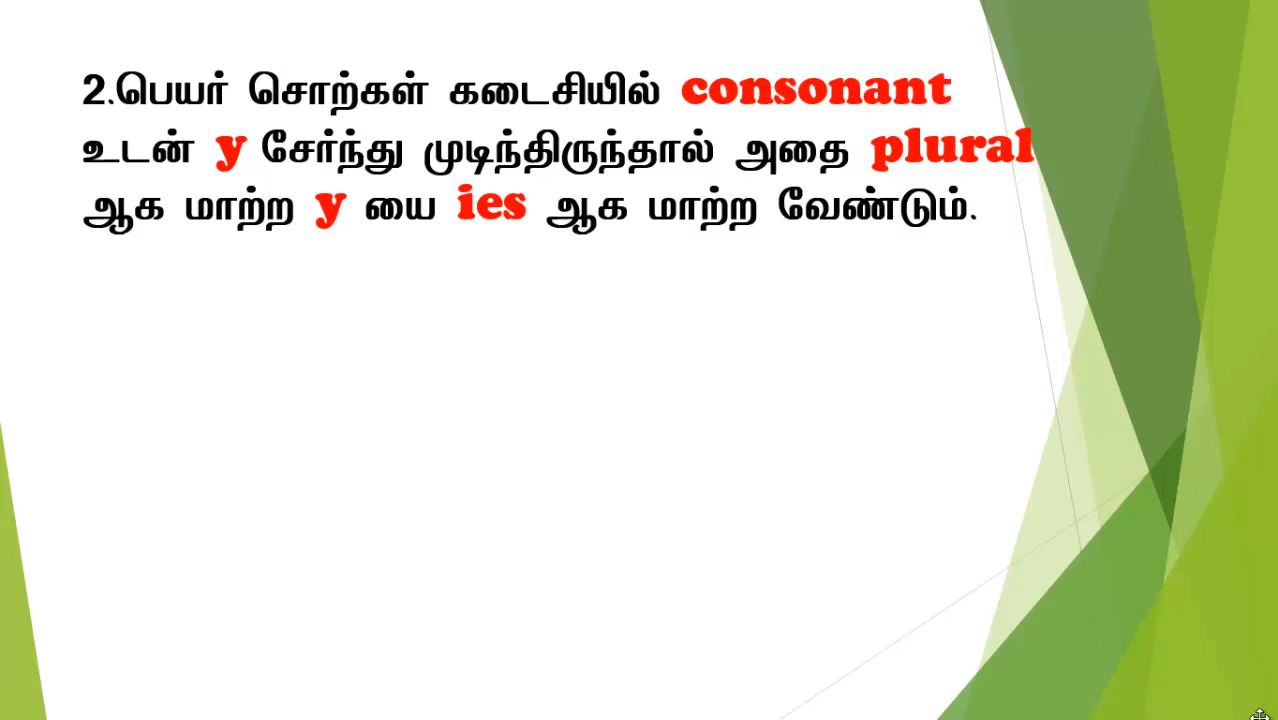 2.பெயர் சொற்கள் கடைசியில் consonant
உடன் y சேர்ந்து முடிந்திருந்தால் அதை plural
ஆக மாற்ற y யை ies ஆக மாற்ற வேண்டும்.